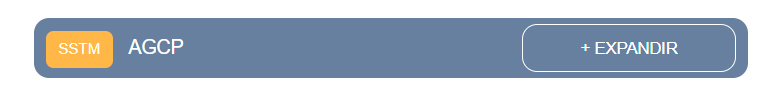 SSTM AGCP + EXPANDIR